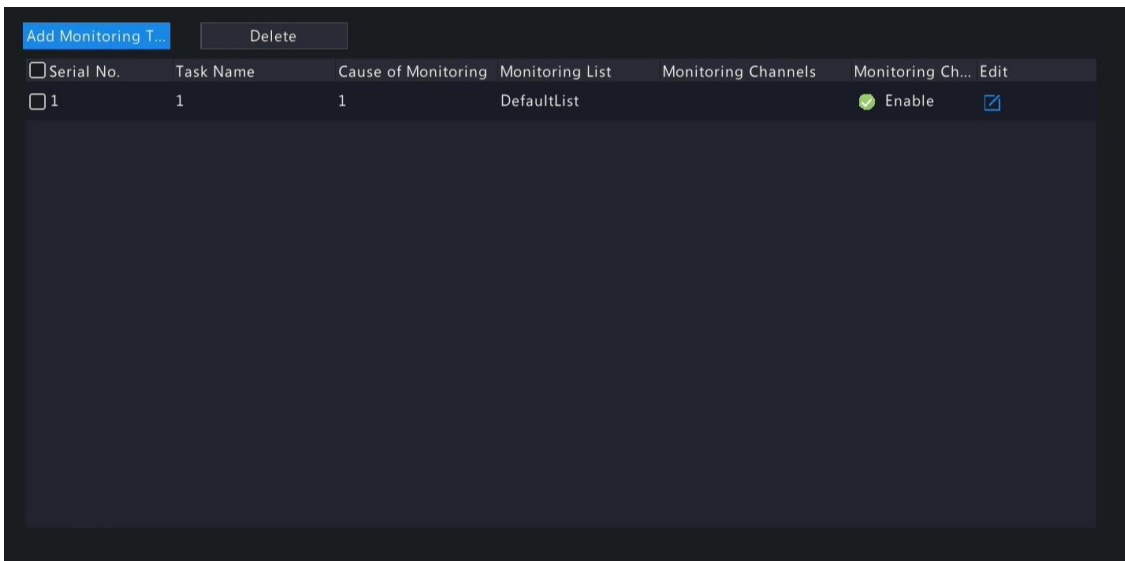 Add Monitoring T... Delete
Serial No. Task Name Cause of Monitoring Monitoring List Monitoring Channels Monitoring Ch... Edit
1 1 1 DefaultList Enable